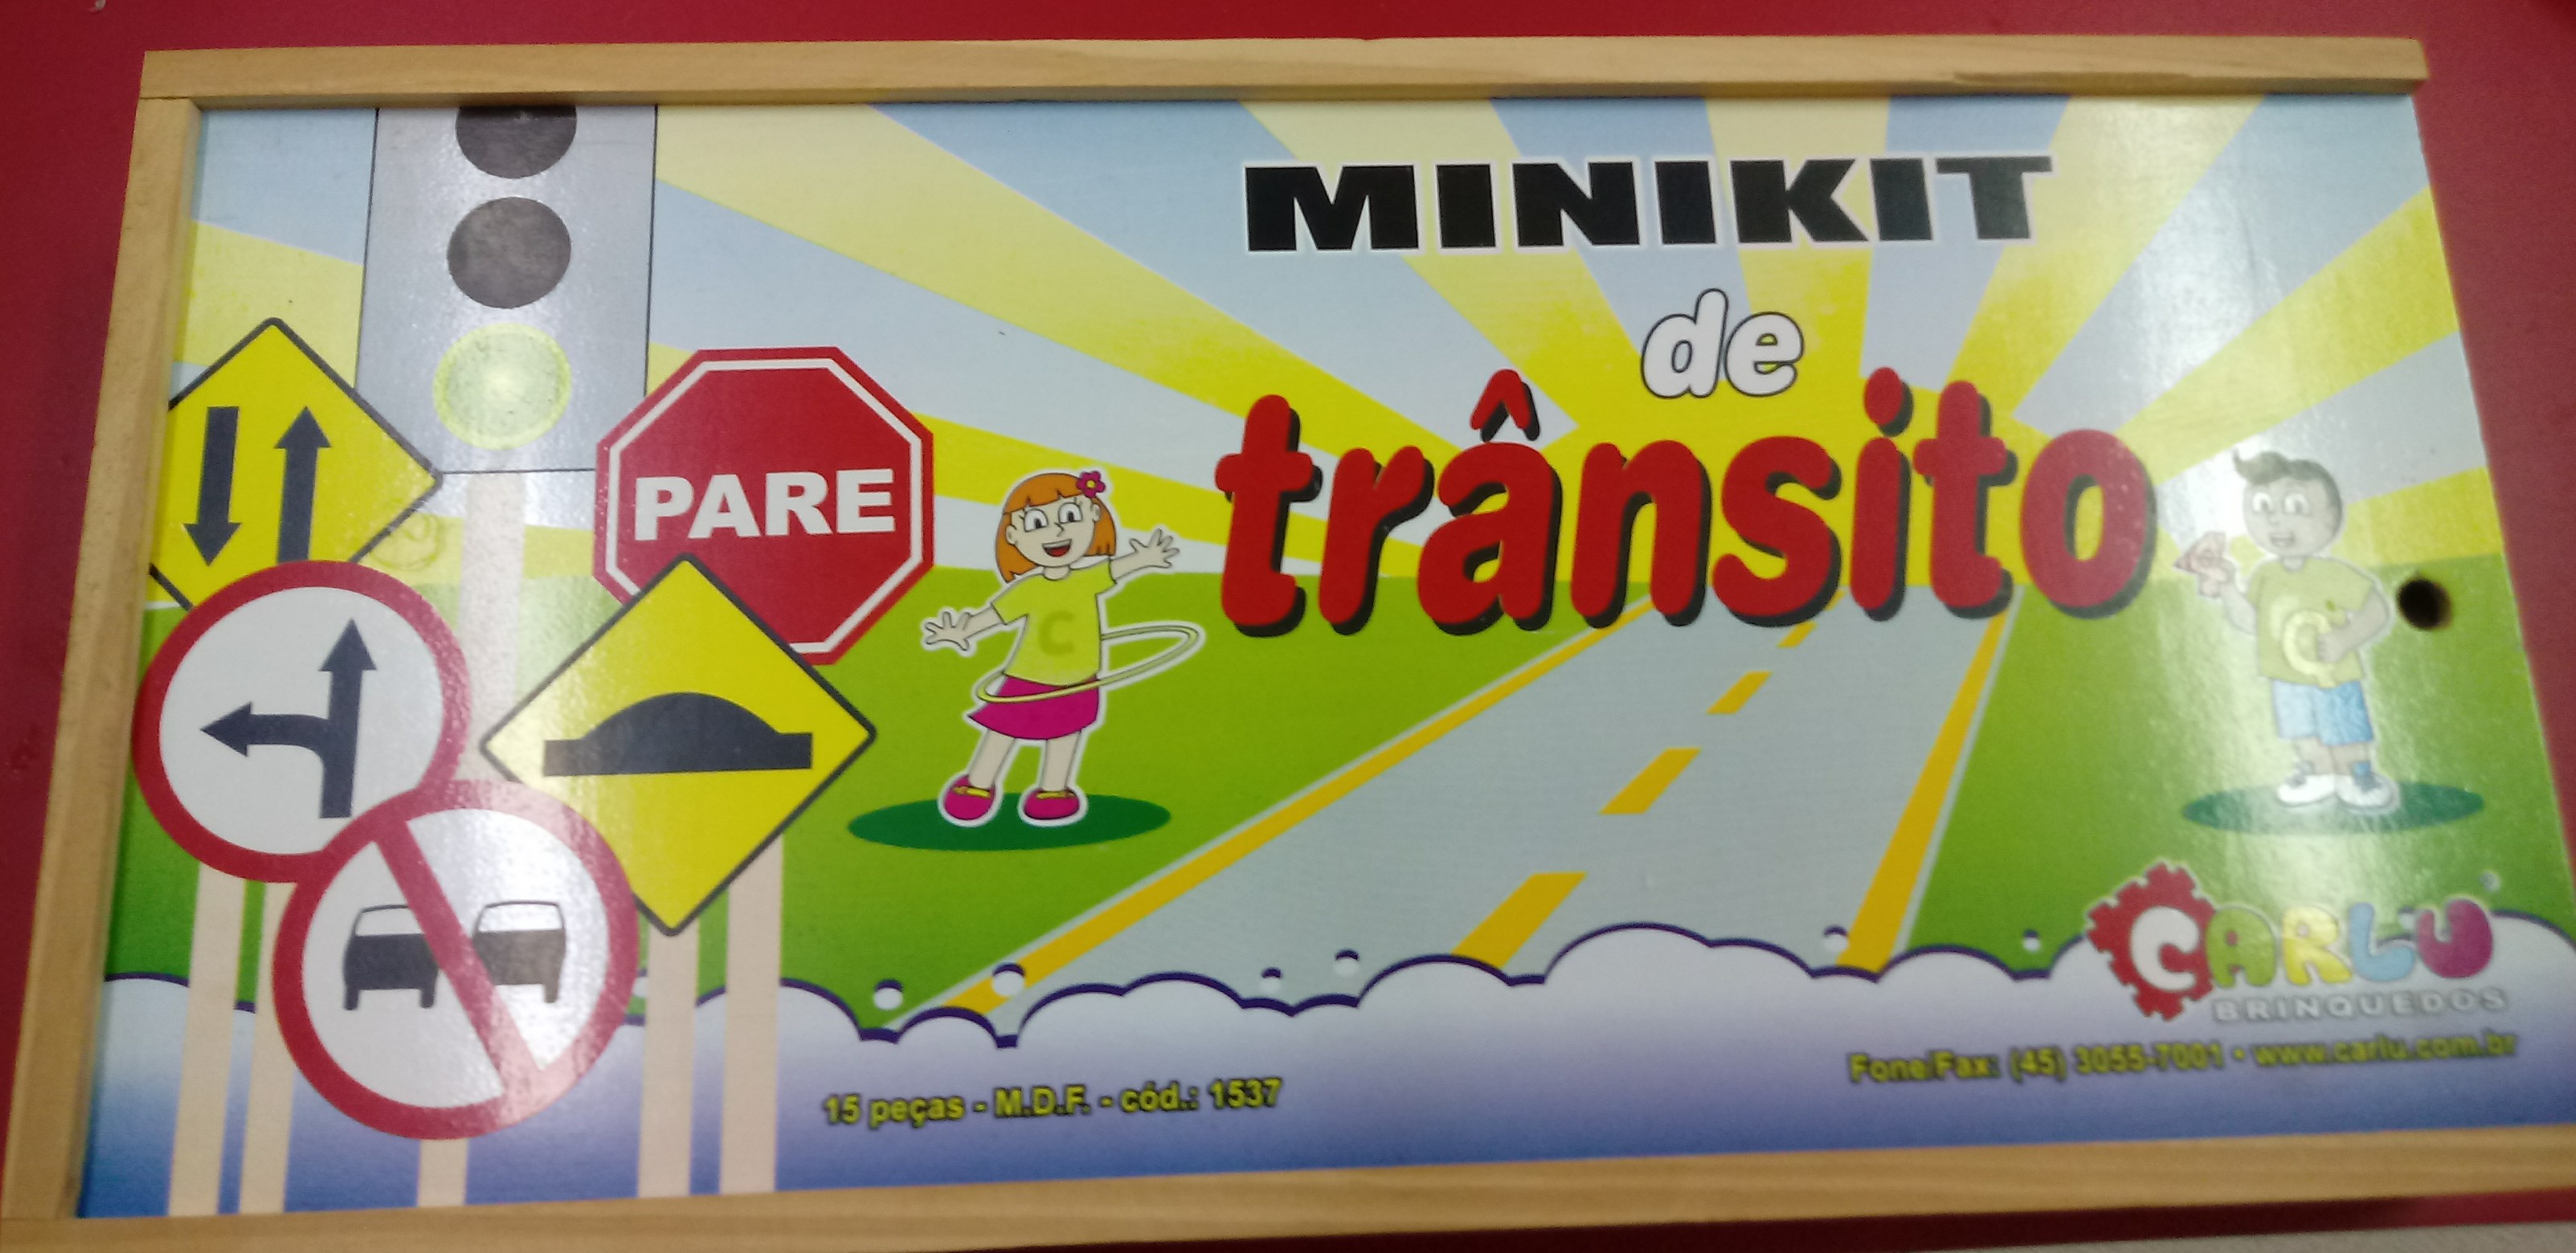 MINIKIT
de
trânsito
PARE
C
CARLU
BRINQUEDOS
Fone/Fax: (45) 3055-7001 • www.carlu.com.br
15 peças - M.D.F. - cód.: 1537